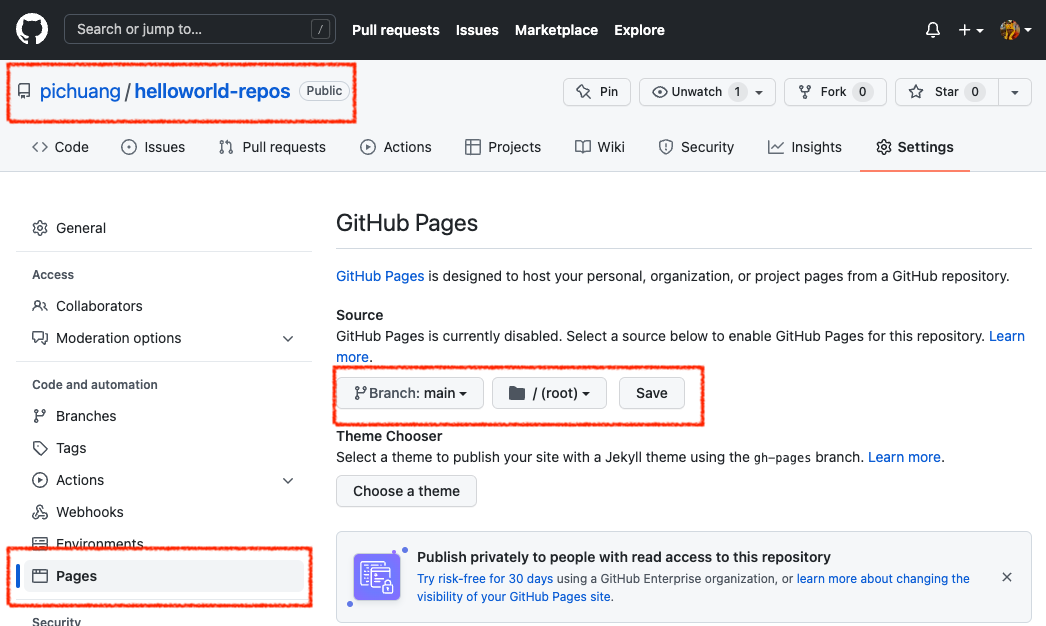 Search or jump to... / Pull requests Issues Marketplace Explore
pichuang / helloworld-repos Public Pin Unwatch 1 Fork 0 Star 0
Code Issues Pull requests Actions Projects Wiki Security Insights Settings
General
Access
Collaborators
Moderation options
Code and automation
Branches
Tags
Actions
Webhooks
Environments
Pages
Security
GitHub Pages
GitHub Pages is designed to host your personal, organization, or project pages from a GitHub repository.
Source
GitHub Pages is currently disabled. Select a source below to enable GitHub Pages for this repository. Learn
more.
Branch: main / (root) Save
Theme Chooser
Select a theme to publish your site with a Jekyll theme using the gh-pages branch. Learn more.
Choose a theme
Publish privately to people with read access to this repository
Try risk-free for 30 days using a GitHub Enterprise organization, or learn more about changing the
visibility of your GitHub Pages site.